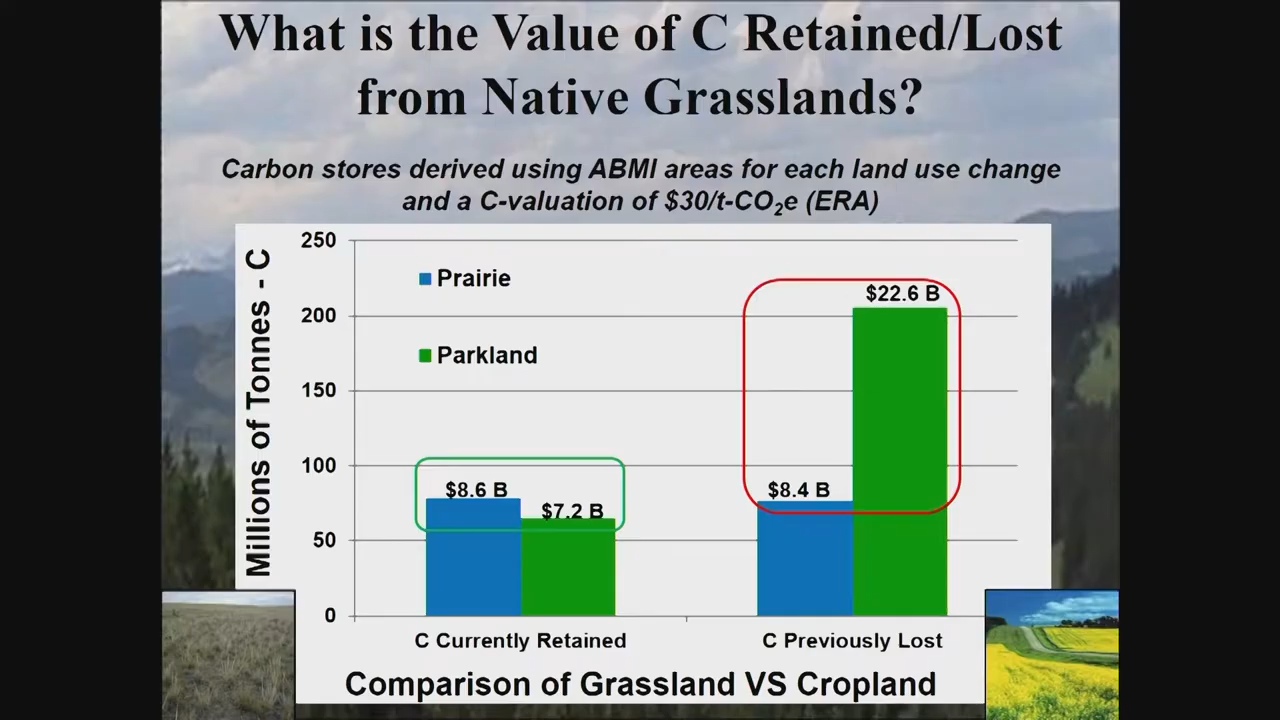 What is the Value of C Retained/Lost
from Native Grasslands?
Carbon stores derived using ABMI areas for each land use change
and a C-valuation of $30/t-CO₂e (ERA)
Millions of Tonnes - C
250
200
150
100
50
0
Prairie
Parkland
$8.6 B
$7.2 B
$8.4 B
$22.6 B
C Currently Retained
C Previously Lost
Comparison of Grassland VS Cropland